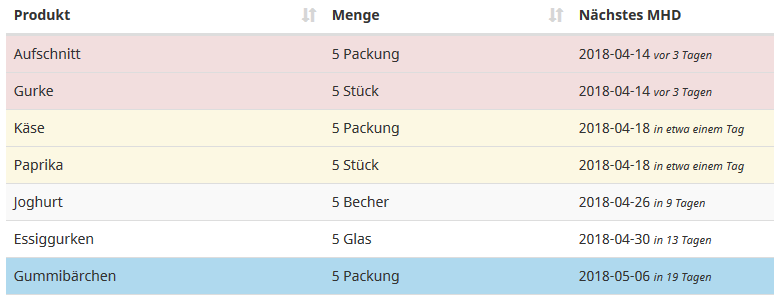 Produkt Menge Nächstes MHD
Aufschnitt 5 Packung 2018-04-14 vor 3 Tagen
Gurke 5 Stück 2018-04-14 vor 3 Tagen
Käse 5 Packung 2018-04-18 in etwa einem Tag
Paprika 5 Stück 2018-04-18 in etwa einem Tag
Joghurt 5 Becher 2018-04-26 in 9 Tagen
Essiggurken 5 Glas 2018-04-30 in 13 Tagen
Gummibärchen 5 Packung 2018-05-06 in 19 Tagen